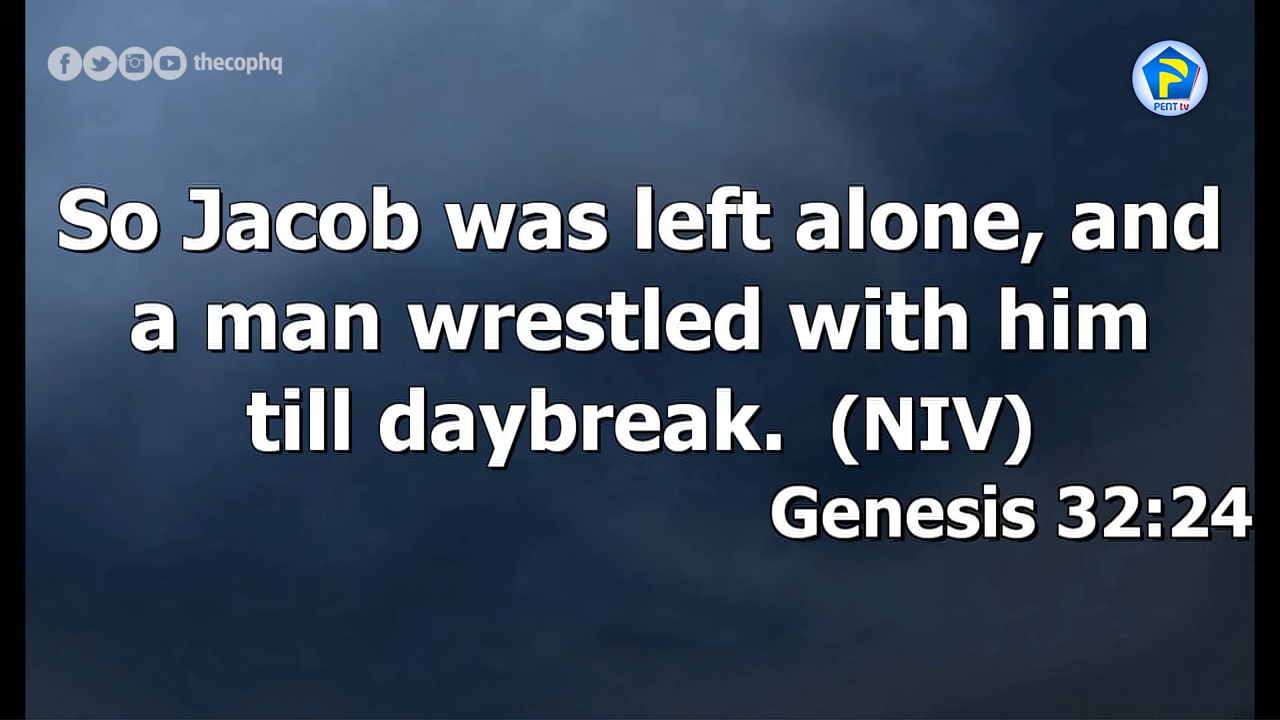 thecophq
PENT tv
So Jacob was left alone, and
a man wrestled with him
till daybreak. (NIV)
Genesis 32:24